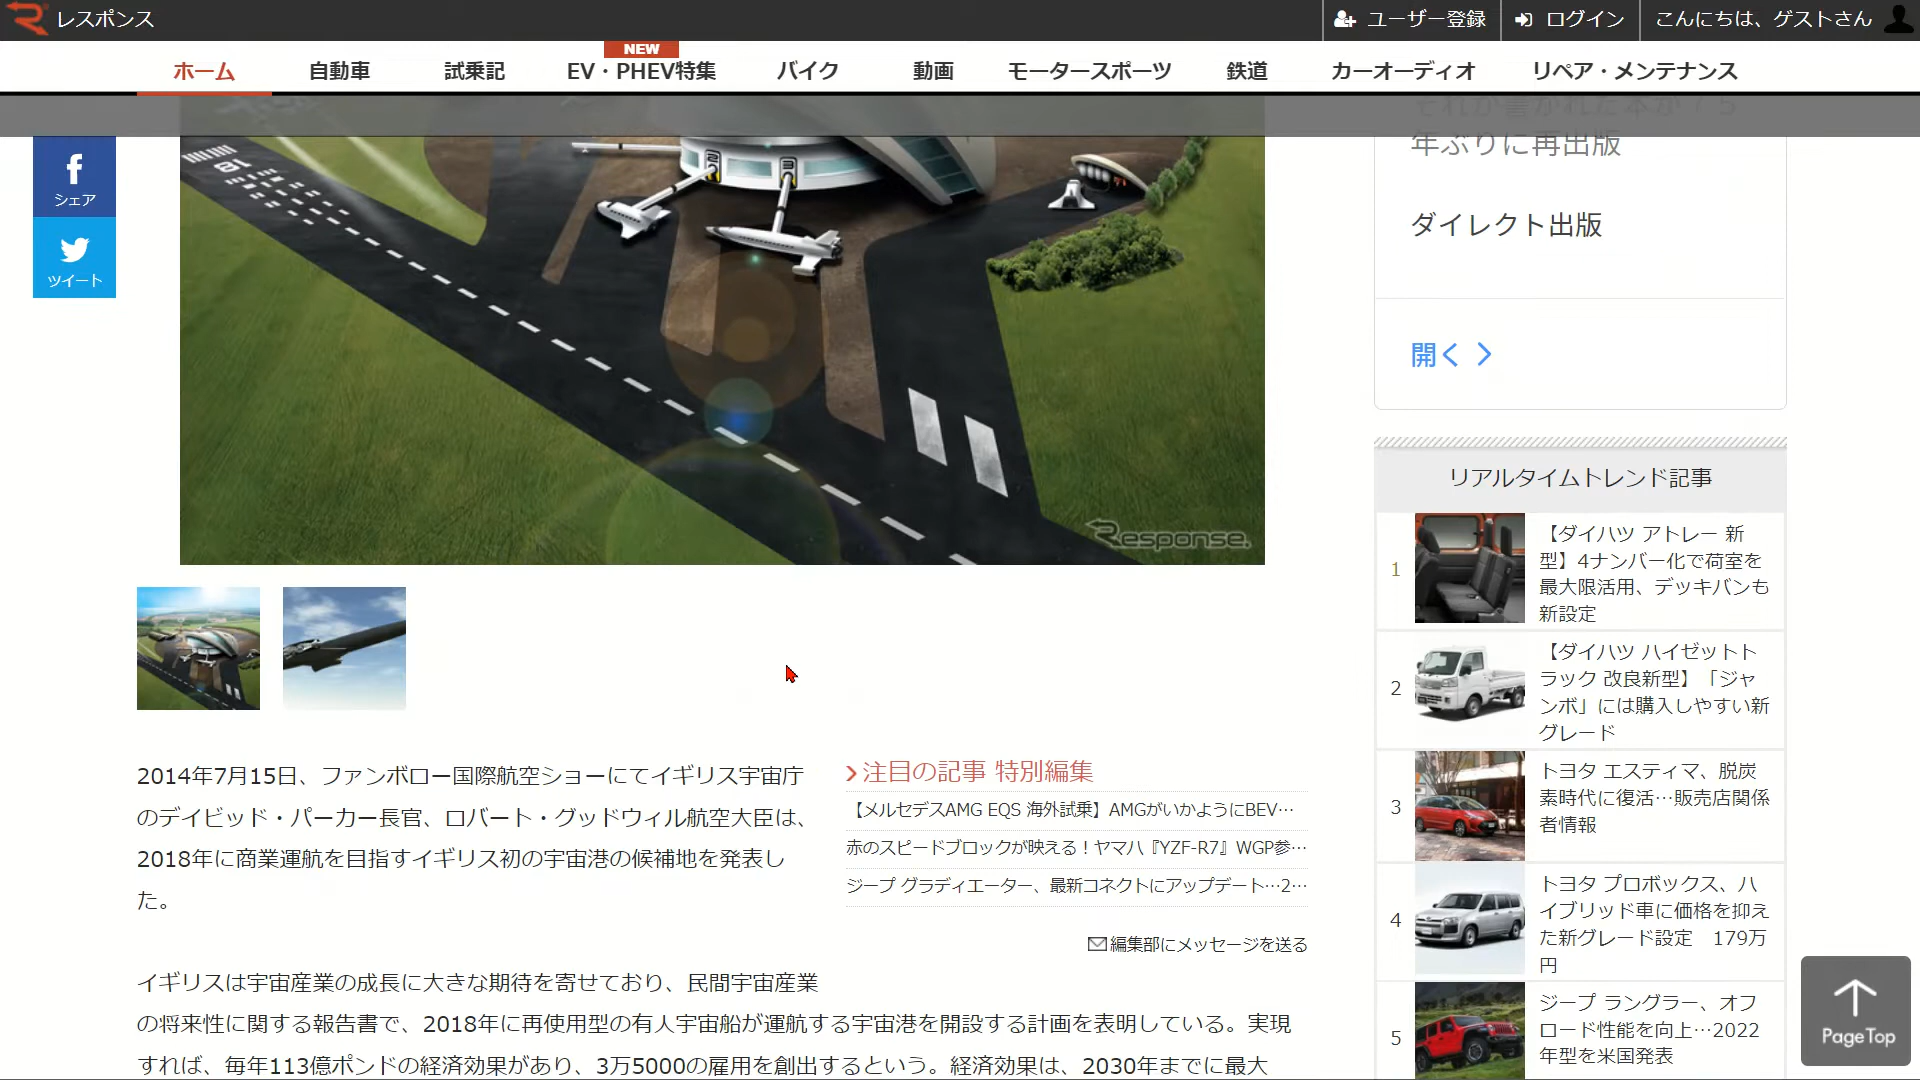 レスポンス
ユーザー登録
ログイン
こんにちは、ゲストさん
NEW
ホーム
自動車
試乗記
EV・PHEV特集
バイク
動画
モータースポーツ
鉄道
カーオーディオ
リペア・メンテナンス
シェア
ツイート
18
2
3
Response.
それが書かれた本が７５
年ぶりに再出版
ダイレクト出版
開く
リアルタイムトレンド記事
1
【ダイハツ アトレー 新
型】4ナンバー化で荷室を
最大限活用、デッキバンも
新設定
2
【ダイハツ ハイゼットト
ラック 改良新型】「ジャ
ンボ」には購入しやすい新
グレード
3
トヨタ エスティマ、脱炭
素時代に復活…販売店関係
者情報
4
トヨタ プロボックス、ハ
イブリッド車に価格を抑え
た新グレード設定　179万
円
5
ジープ ラングラー、オフ
ロード性能を向上…2022
年型を米国発表
2014年7月15日、ファンボロー国際航空ショーにてイギリス宇宙庁
のデイビッド・パーカー長官、ロバート・グッドウィル航空大臣は、
2018年に商業運航を目指すイギリス初の宇宙港の候補地を発表し
た。
注目の記事 特別編集
【メルセデスAMG EQS 海外試乗】AMGがいかようにBEV…
赤のスピードブロックが映える！ヤマハ『YZF-R7』WGP参…
ジープ グラディエーター、最新コネクトにアップデート…2…
編集部にメッセージを送る
イギリスは宇宙産業の成長に大きな期待を寄せており、民間宇宙産業
の将来性に関する報告書で、2018年に再使用型の有人宇宙船が運航する宇宙港を開設する計画を表明している。実現
すれば、毎年113億ポンドの経済効果があり、3万5000の雇用を創出するという。経済効果は、2030年までに最大
PageTop